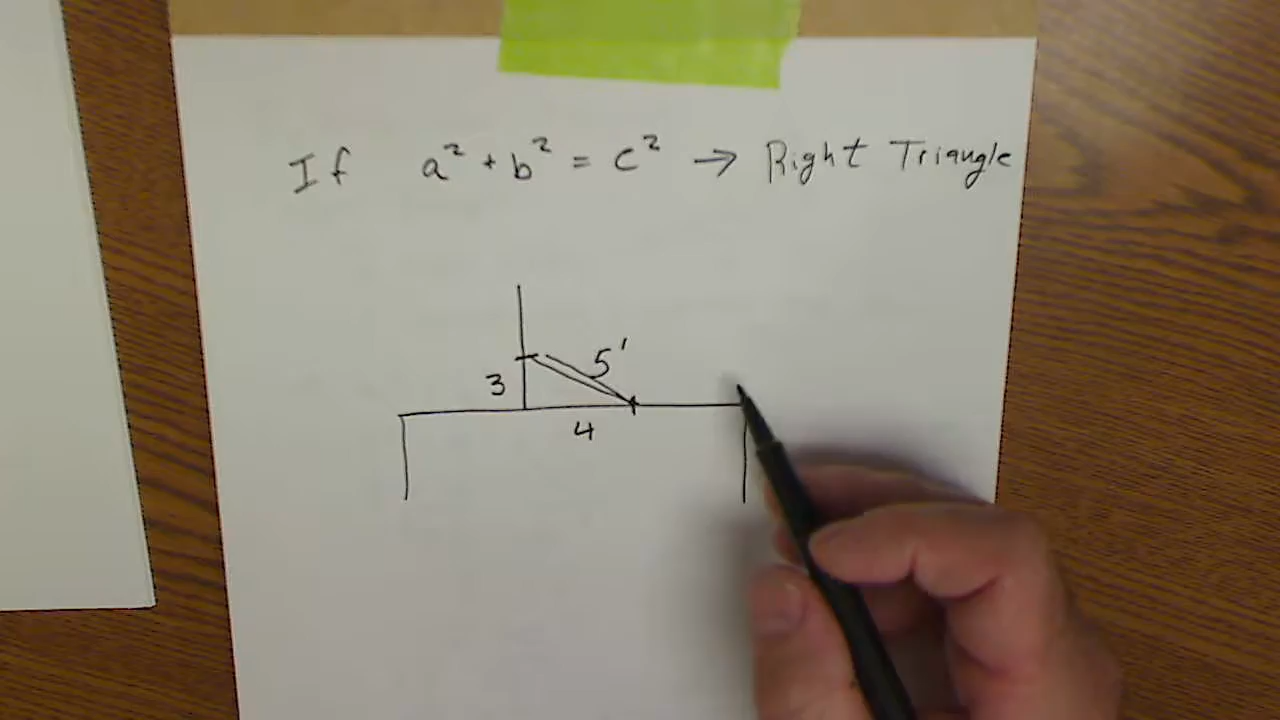 If a² + b² = c² → Right Triangle
5'
3
4